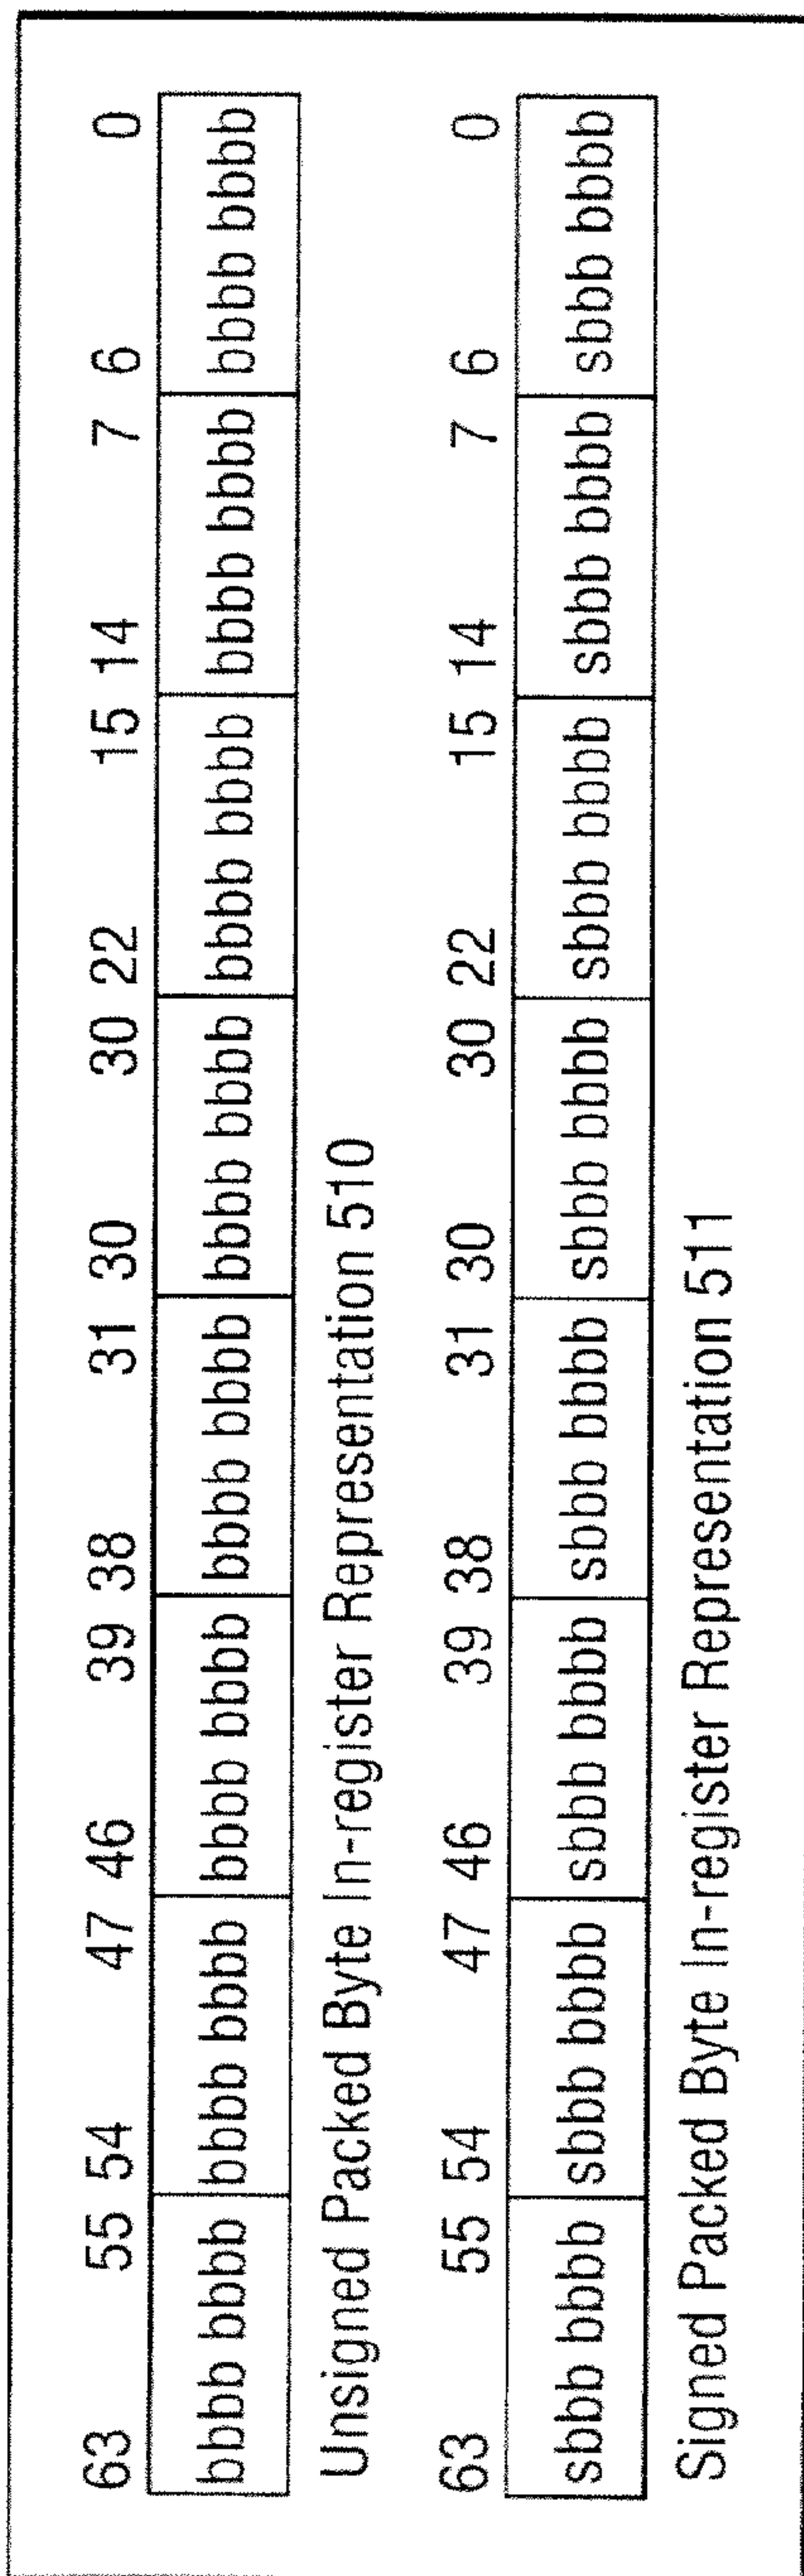 63 55 54 47 46 39 38 31 30 30 22 15 14 7 6 0
bbbb bbbb bbbb bbbb bbbb bbbb bbbb bbbb bbbb bbbb bbbb bbbb bbbb bbbb bbbb bbbb
Unsigned Packed Byte In-register Representation 510
63 55 54 47 46 39 38 31 30 30 22 15 14 7 6 0
sbbb bbbb sbbb bbbb sbbb bbbb sbbb bbbb sbbb bbbb sbbb bbbb sbbb bbbb sbbb bbbb
Signed Packed Byte In-register Representation 511